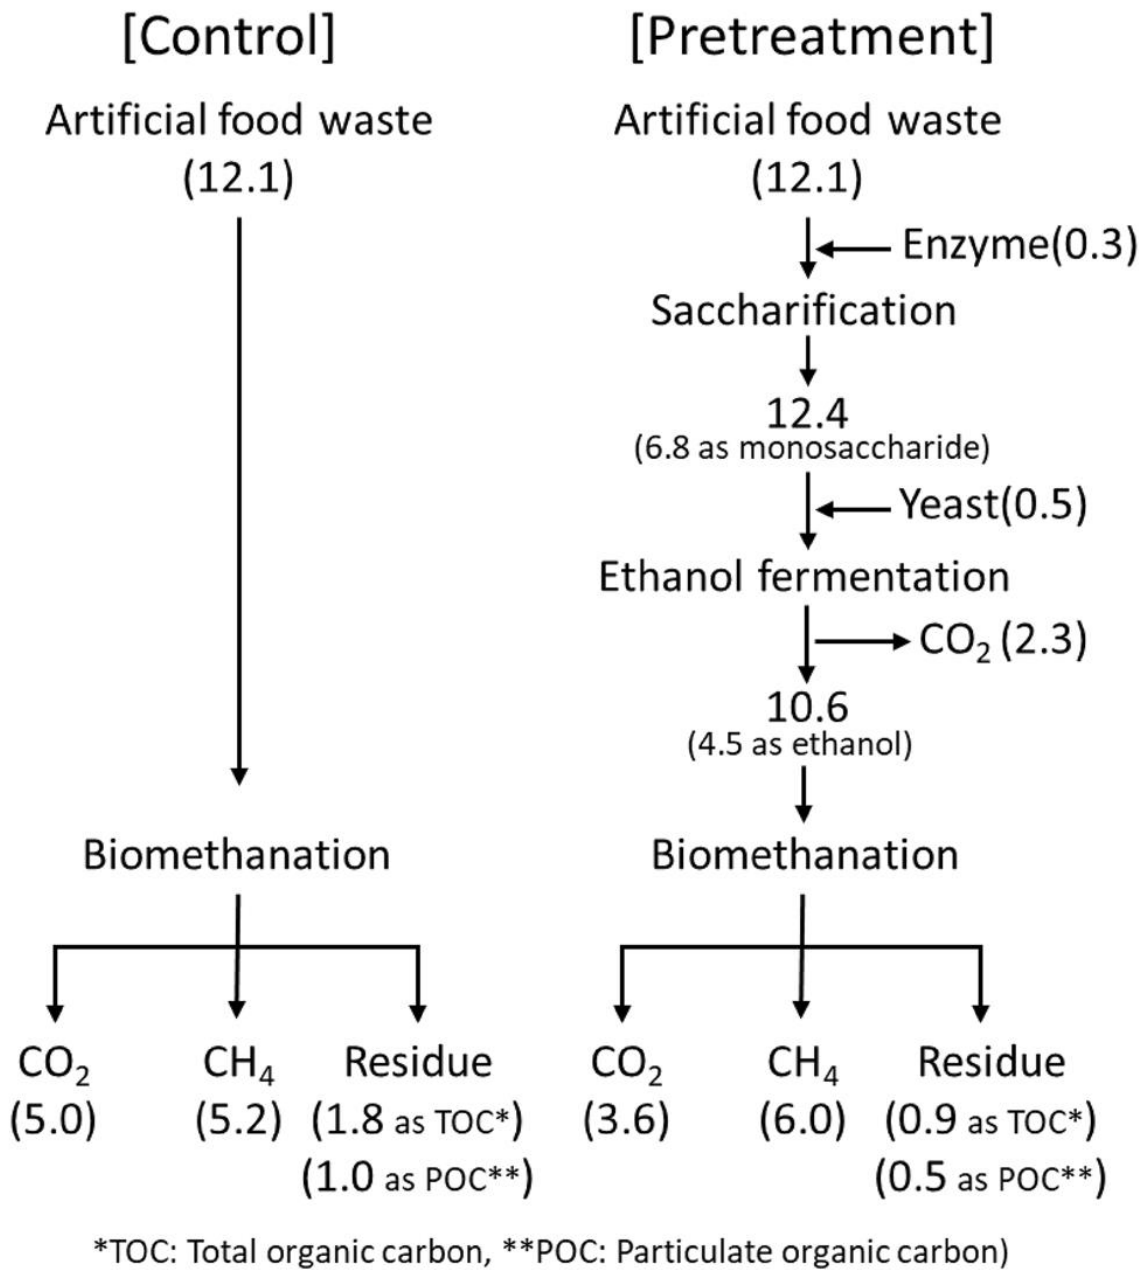 [Control]
Artificial food waste
(12.1)
Biomethanation
CO₂ CH₄ Residue
(5.0) (5.2) (1.8 as TOC*)
(1.0 as POC**)
[Pretreatment]
Artificial food waste
(12.1)
Enzyme(0.3)
Saccharification
12.4
(6.8 as monosaccharide)
Yeast(0.5)
Ethanol fermentation
CO₂ (2.3)
10.6
(4.5 as ethanol)
Biomethanation
CO₂ CH₄ Residue
(3.6) (6.0) (0.9 as TOC*)
(0.5 as POC**)
*TOC: Total organic carbon, **POC: Particulate organic carbon)